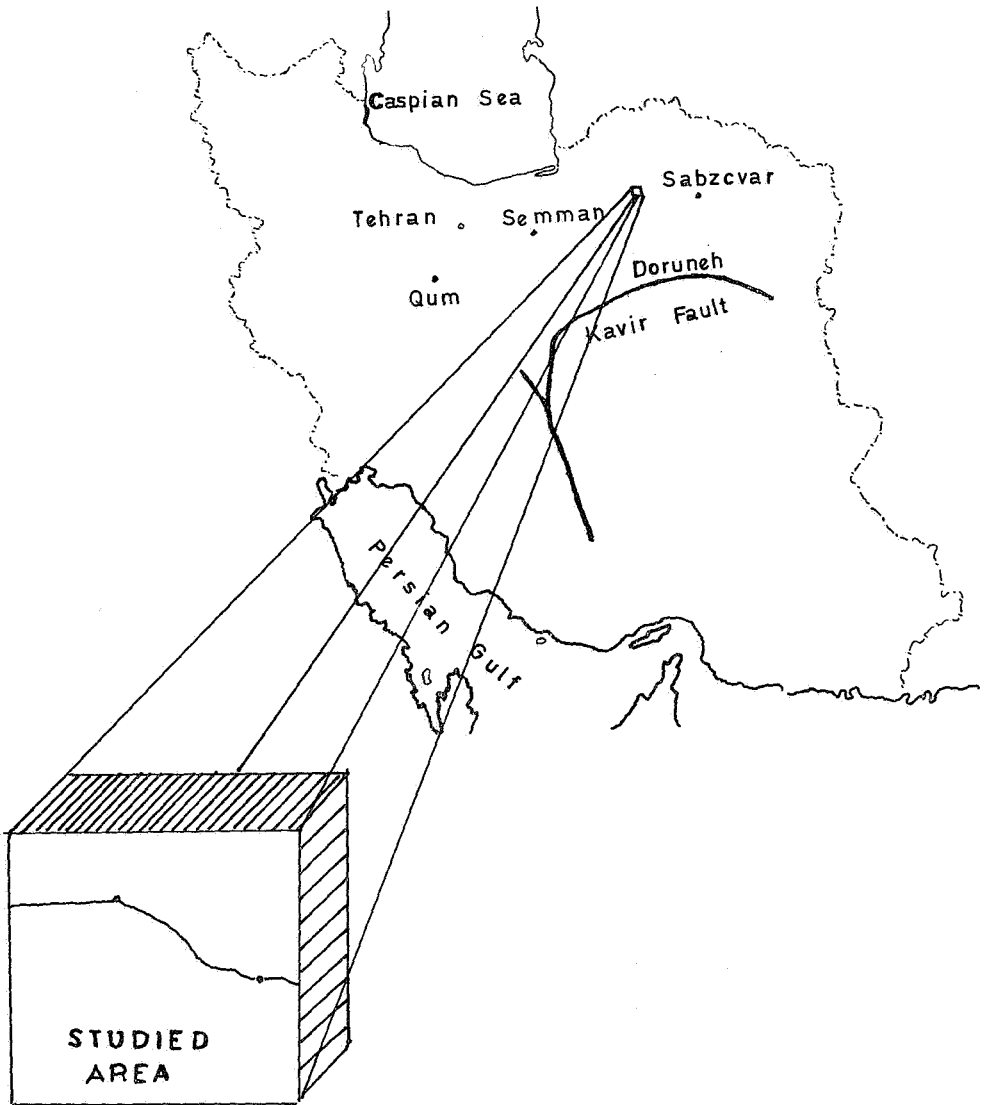 Caspian Sea
Sabzcvar
Tehran
Semman
Doruneh
Qum
Kavir Fault
Persian Gulf
STUDIED
AREA